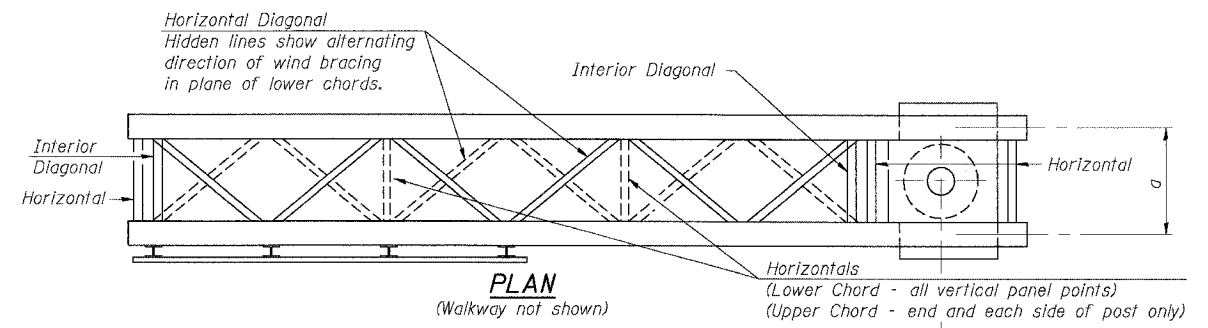 Horizontal Diagonal
Hidden lines show alternating
direction of wind bracing
in plane of lower chords.
Interior Diagonal
Interior
Diagonal
Horizontal
Horizontal
a
PLAN
(Walkway not shown)
Horizontals
(Lower Chord - all vertical panel points)
(Upper Chord - end and each side of post only)